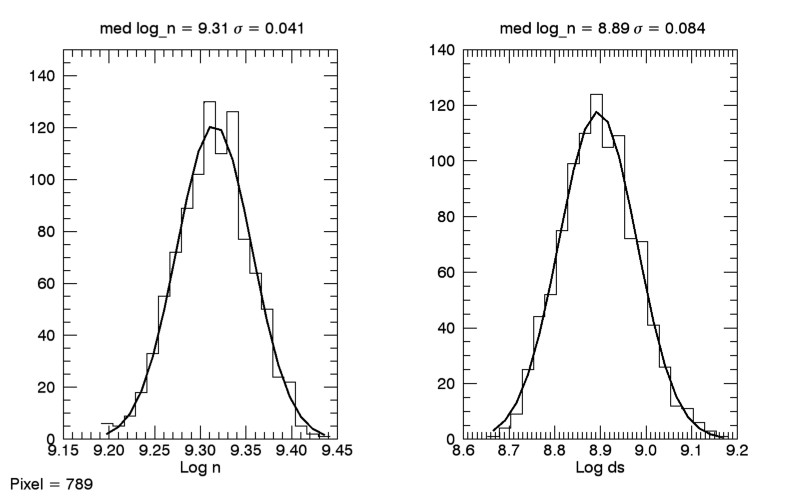 med log_n = 9.31 σ = 0.041
140
120
100
80
60
40
20
0
9.15 9.20 9.25 9.30 9.35 9.40 9.45
Log n
med log_n = 8.89 σ = 0.084
140
120
100
80
60
40
20
0
8.6 8.7 8.8 8.9 9.0 9.1 9.2
Log ds
Pixel = 789